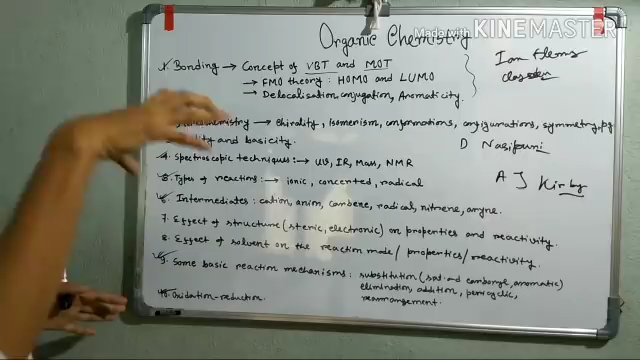 Made with KINEMASTER
Organic Chemistry
1. Bonding → Concept of VBT and MOT
→ FMO theory : HOMO and LUMO
→ Delocalisation conjugation, Aromaticity.
Ian Flems
→ chirality, Isomerism, conformations, configurations, symmetry,
and basicity.
D Nasipuri
4. Spectroscopic techniques :→ UV, IR, Mass, NMR
5. Types of reactions :→ ionic, concerted, radical
A J Kirby
6. Intermediates : cation, anion, carbene, radical, nitrene, aryne.
7. Effect of structure (steric, electronic) on properties and reactivity.
8. Effect of solvent on the reaction mode / properties / reactivity.
9. Some basic reaction mechanisms : substitution (sat. and carbonyl, aromatic)
elimination, addition, pericyclic,
rearrangement.
10. Oxidation-reduction